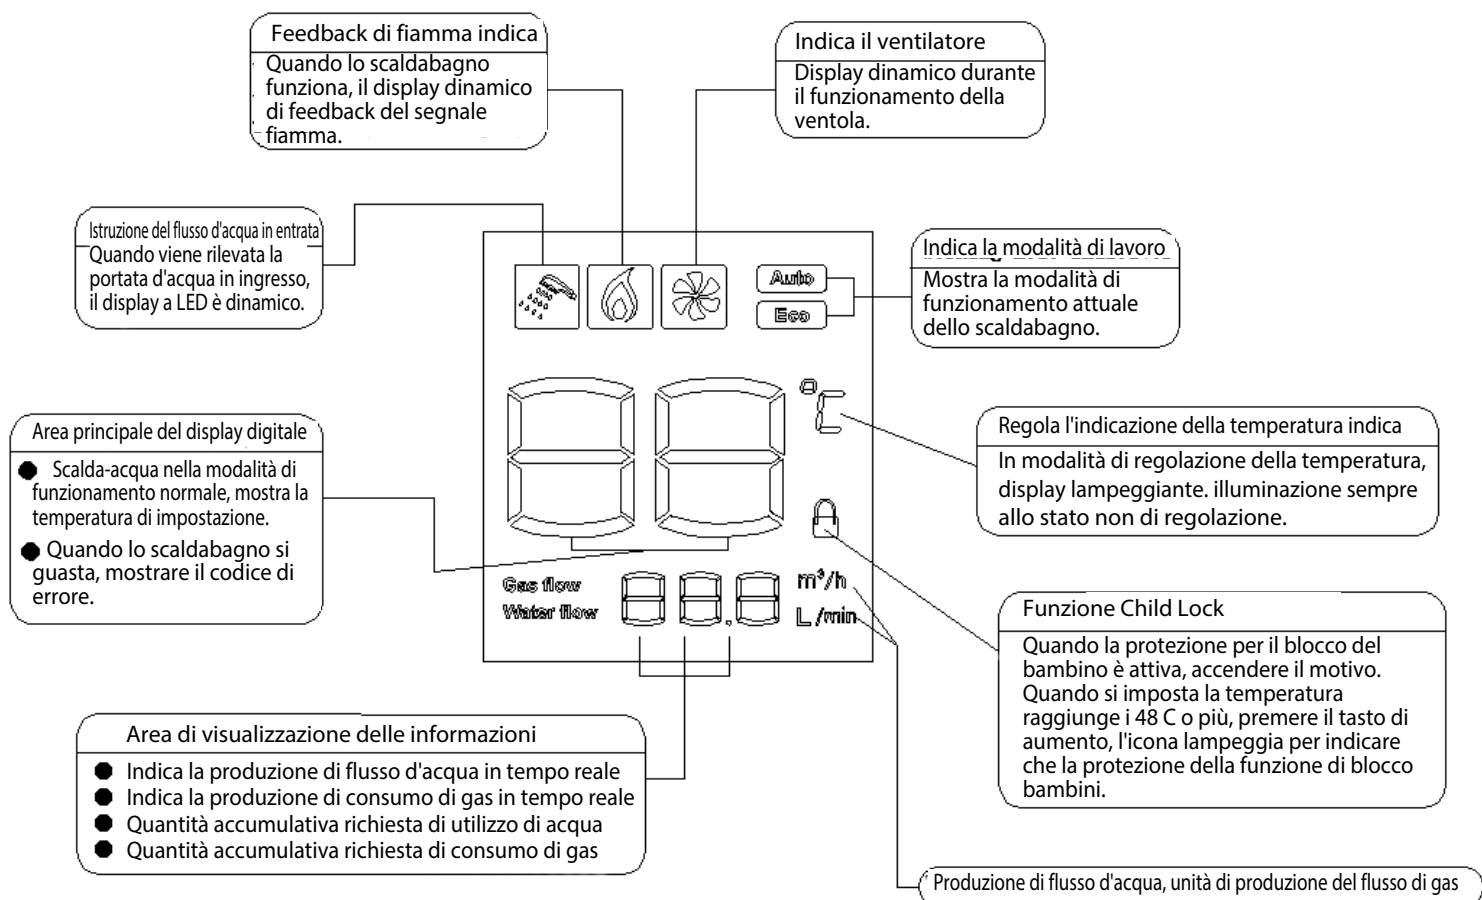 Feedback di fiamma indica
Quando lo scaldabagno
funziona, il display dinamico
di feedback del segnale
fiamma.
Indica il ventilatore
Display dinamico durante
il funzionamento della
ventola.
Istruzione del flusso d'acqua in entrata
Quando viene rilevata la
portata d'acqua in ingresso,
il display a LED è dinamico.
Indica la modalità di lavoro
Mostra la modalità di
funzionamento attuale
dello scaldabagno.
Auto
Eco
°C
Area principale del display digitale
● Scalda-acqua nella modalità di
funzionamento normale, mostra la
temperatura di impostazione.
● Quando lo scaldabagno si
guasta, mostrare il codice di
errore.
Regola l'indicazione della temperatura indica
In modalità di regolazione della temperatura,
display lampeggiante. illuminazione sempre
allo stato non di regolazione.
Gas flow
Water flow
88.8
m³/h
L/min
Funzione Child Lock
Quando la protezione per il blocco del
bambino è attiva, accendere il motivo.
Quando si imposta la temperatura
raggiunge i 48 C o più, premere il tasto di
aumento, l'icona lampeggia per indicare
che la protezione della funzione di blocco
bambini.
Area di visualizzazione delle informazioni
● Indica la produzione di flusso d'acqua in tempo reale
● Indica la produzione di consumo di gas in tempo reale
● Quantità accumulativa richiesta di utilizzo di acqua
● Quantità accumulativa richiesta di consumo di gas
Produzione di flusso d'acqua, unità di produzione del flusso di gas